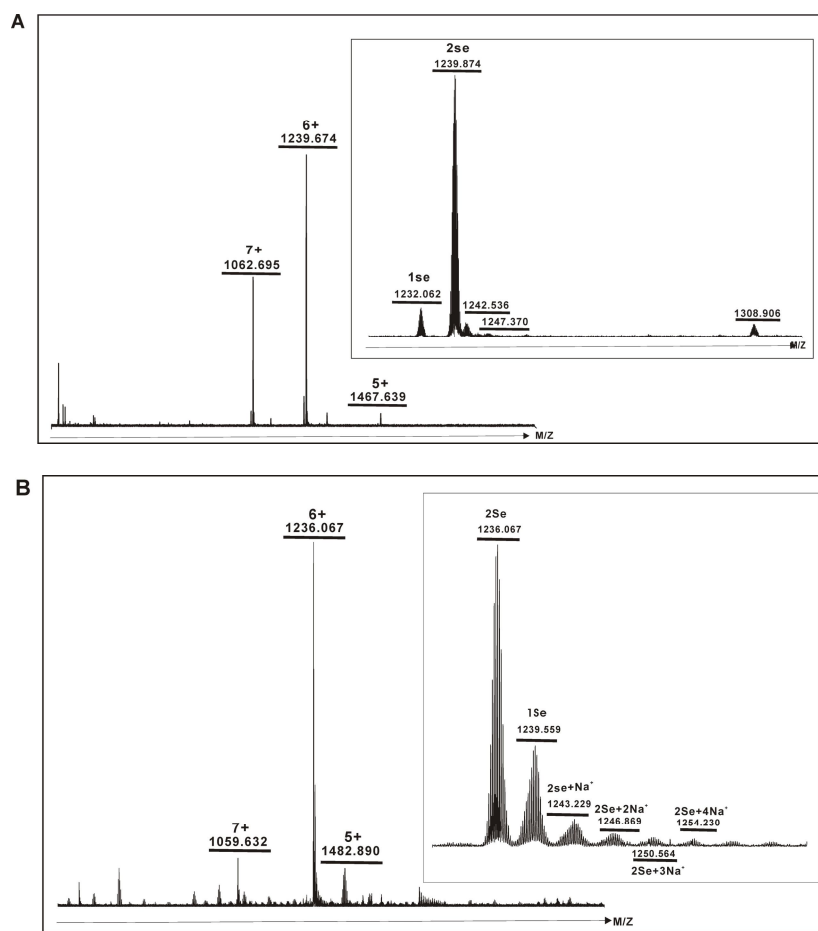 A
2se
1239.874
6+
1239.674
7+
1062.695
1se
1232.062
1242.536
1247.370
1308.906
M/Z
5+
1467.639
M/Z
B
6+
1236.067
2Se
1236.067
1Se
1239.559
2se+Na⁺
1243.229
2Se+2Na⁺
1246.869
2Se+4Na⁺
1254.230
1250.564
2Se+3Na⁺
7+
1059.632
5+
1482.890
M/Z